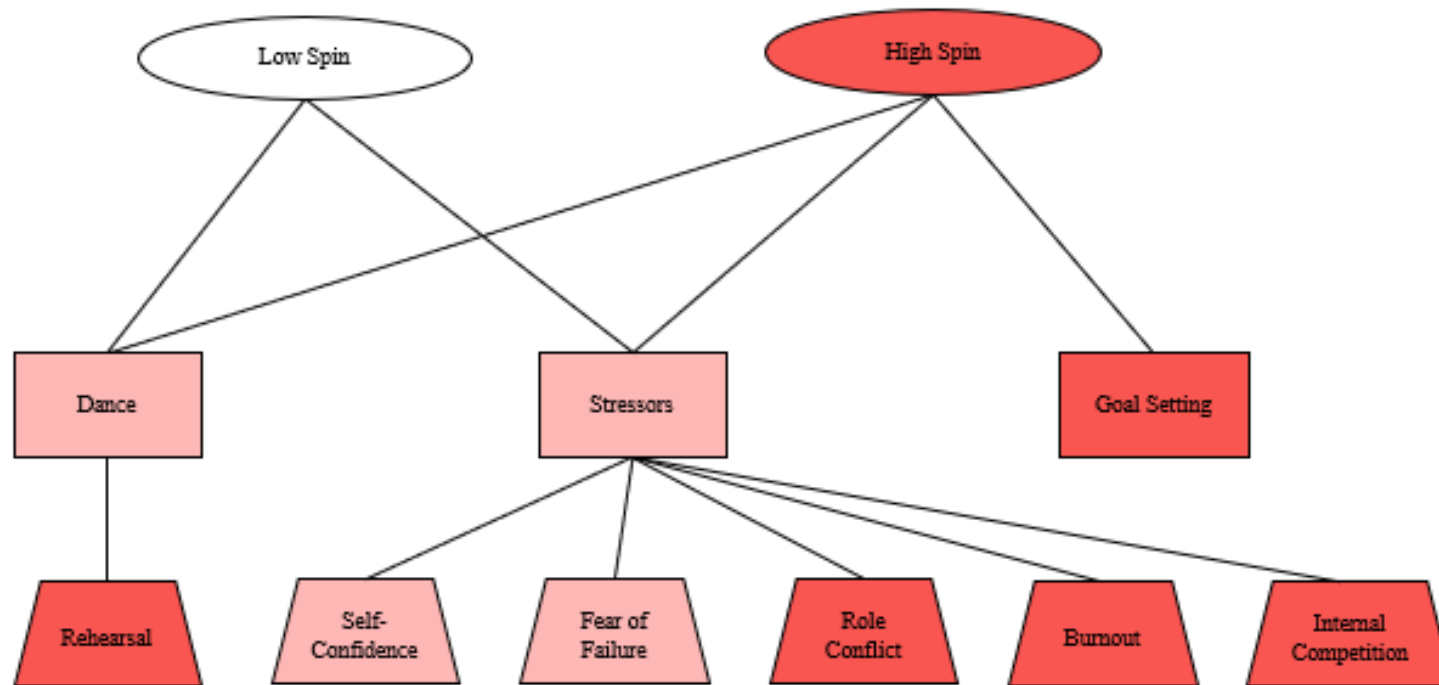 Low Spin
High Spin
Dance
Stressors
Goal Setting
Rehearsal
Self-
Confidence
Fear of
Failure
Role
Conflict
Burnout
Internal
Competition